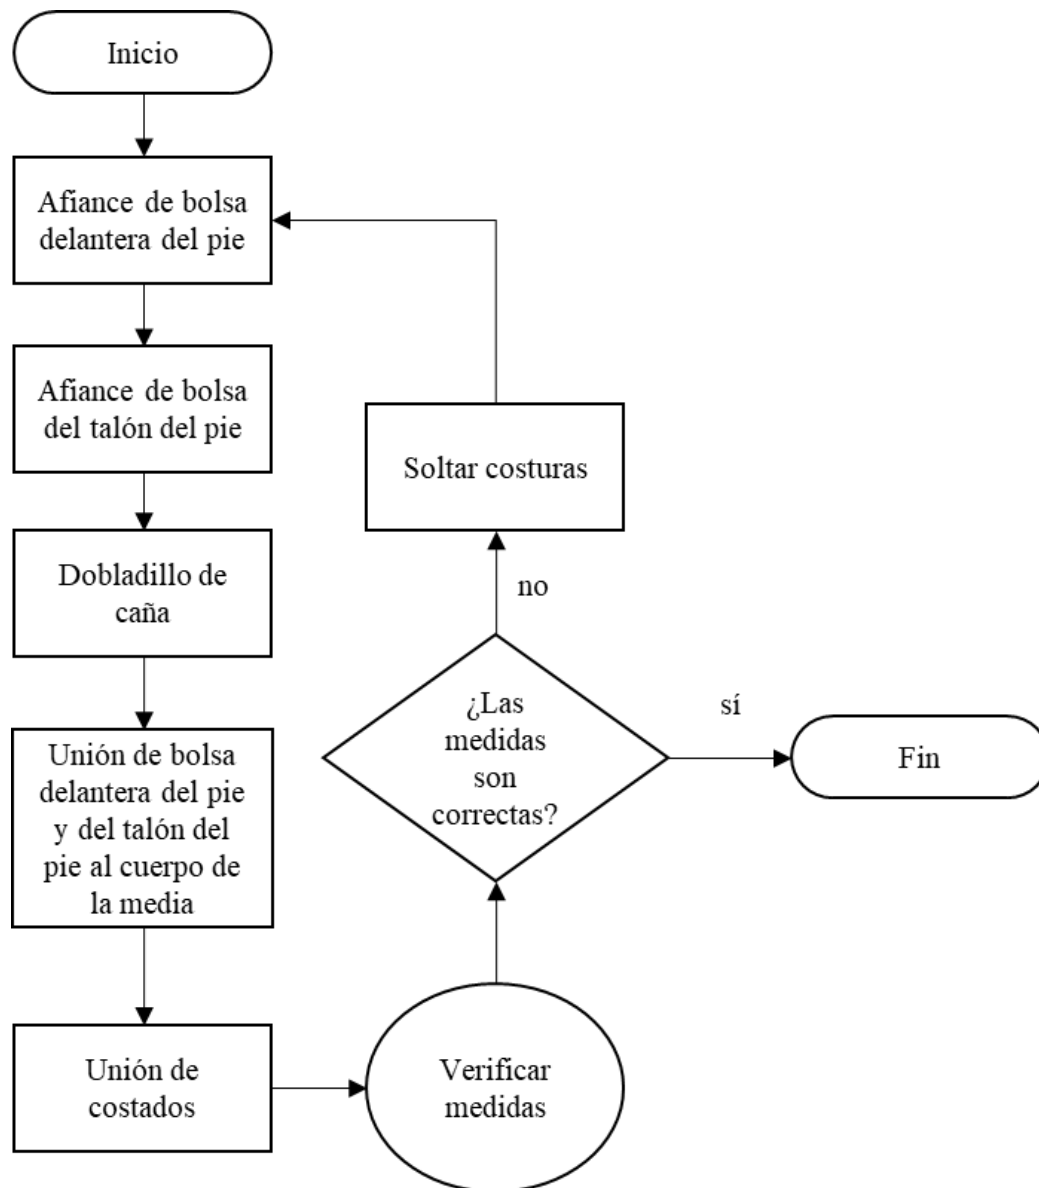 Inicio
Afiance de bolsa
delantera del pie
Afiance de bolsa
del talón del pie
Dobladillo de
caña
Unión de bolsa
delantera del pie
y del talón del
pie al cuerpo de
la media
Unión de
costados
Verificar
medidas
¿Las
medidas
son
correctas?
no
Soltar costuras
sí
Fin